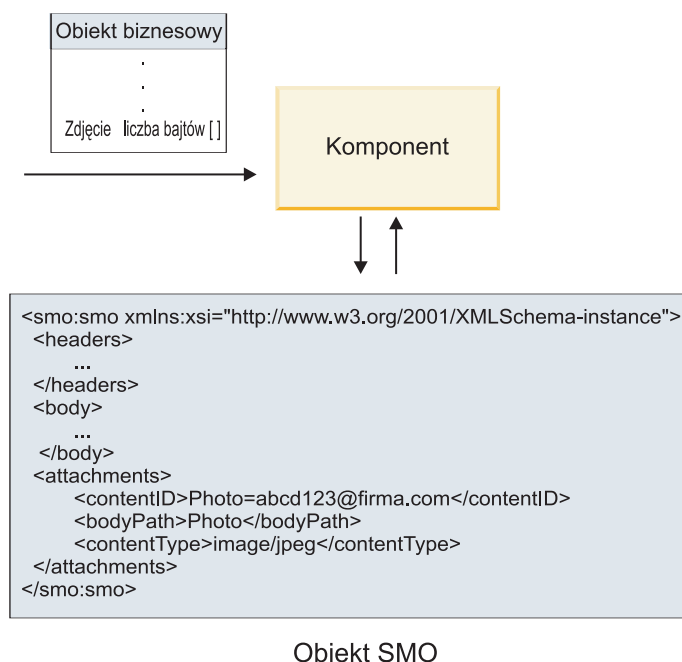 Obiekt biznesowy
.
.
.
Zdjęcie liczba bajtów [ ]
Komponent
<smo:smo xmlns:xsi="http://www.w3.org/2001/XMLSchema-instance">
<headers>
...
</headers>
<body>
...
</body>
<attachments>
<contentID>Photo=abcd123@firma.com</contentID>
<bodyPath>Photo</bodyPath>
<contentType>image/jpeg</contentType>
</attachments>
</smo:smo>
Obiekt SMO